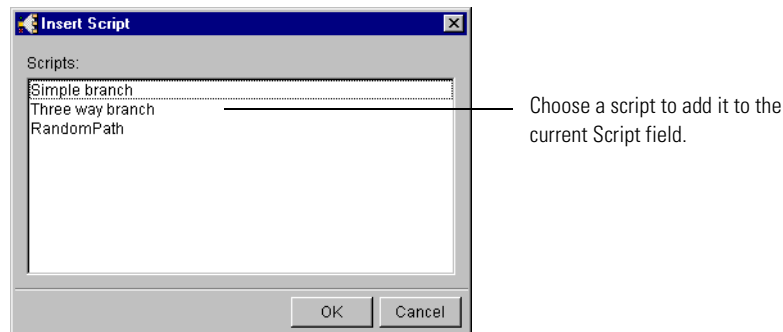 Insert Script
Scripts:
Simple branch
Three way branch
RandomPath
Choose a script to add it to the
current Script field.
OK
Cancel